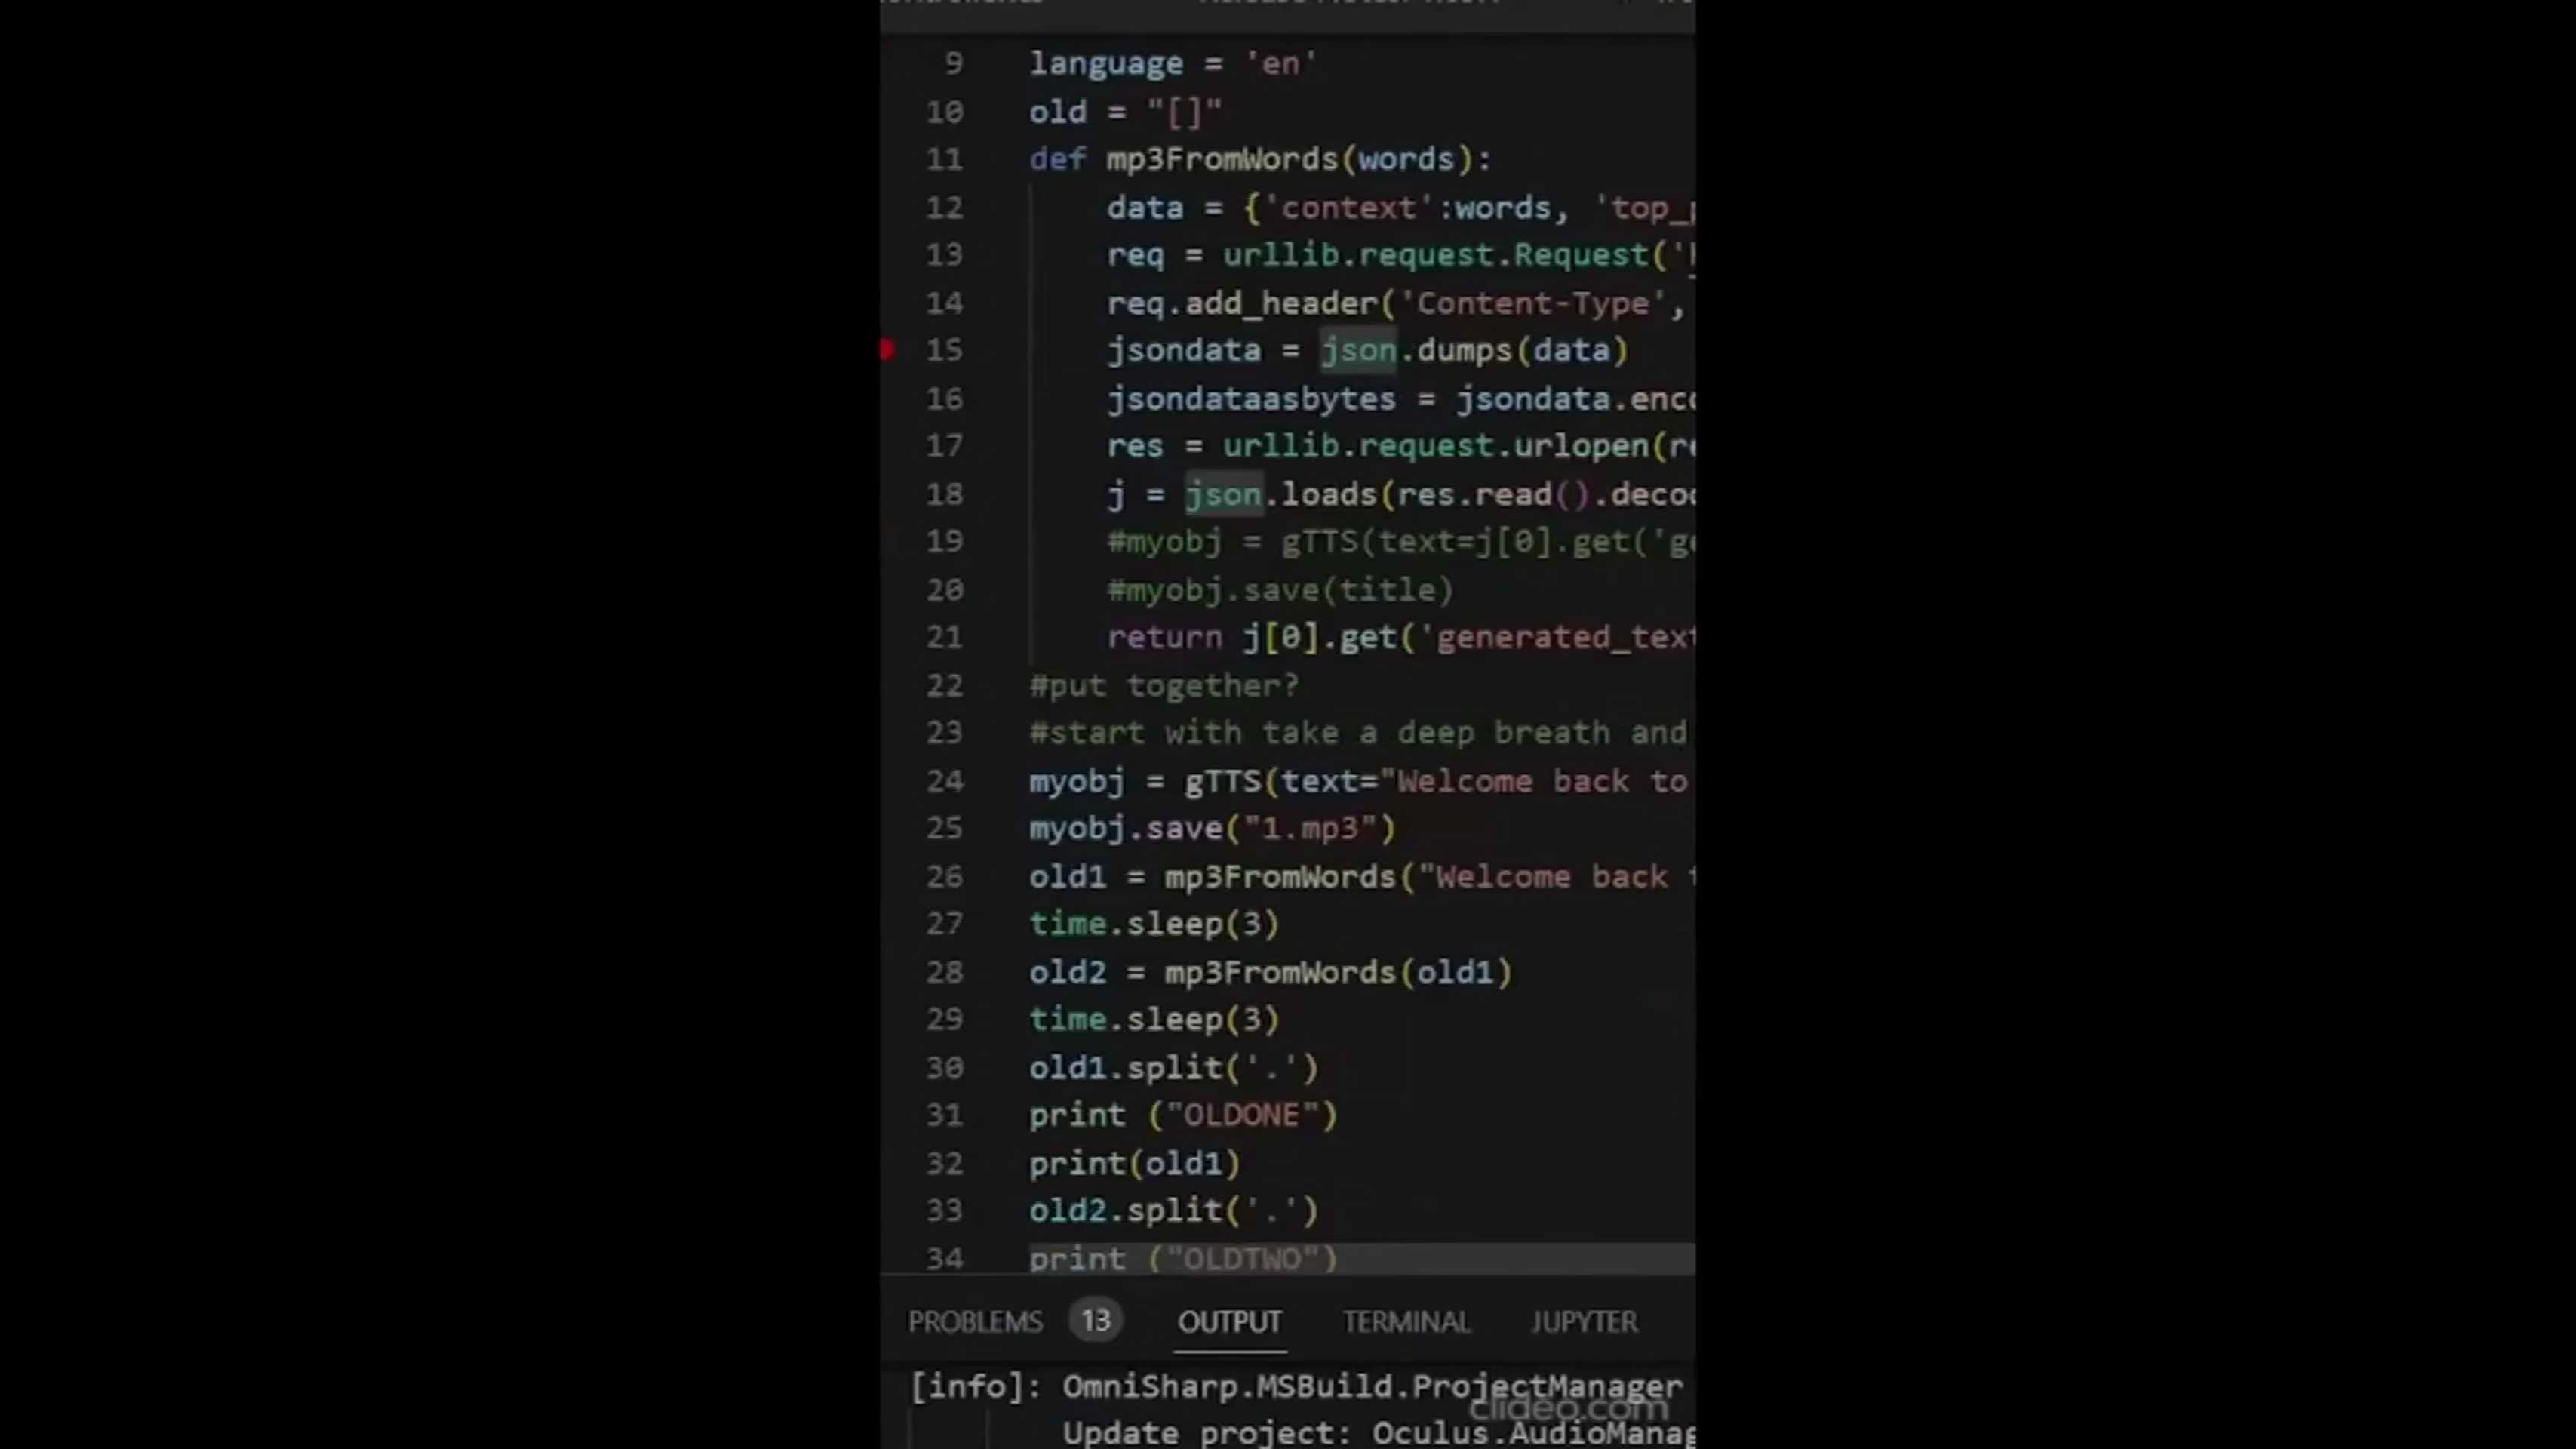 9 language = 'en'
10 old = "[]"
11 def mp3FromWords(words):
12 data = {'context':words, 'top_p
13 req = urllib.request.Request('h
14 req.add_header('Content-Type',
15 jsondata = json.dumps(data)
16 jsondataasbytes = jsondata.enco
17 res = urllib.request.urlopen(re
18 j = json.loads(res.read().decod
19 #myobj = gTTS(text=j[0].get('ge
20 #myobj.save(title)
21 return j[0].get('generated_text
22 #put together?
23 #start with take a deep breath and
24 myobj = gTTS(text="Welcome back to
25 myobj.save("1.mp3")
26 old1 = mp3FromWords("Welcome back t
27 time.sleep(3)
28 old2 = mp3FromWords(old1)
29 time.sleep(3)
30 old1.split('.')
31 print ("OLDONE")
32 print(old1)
33 old2.split('.')
34 print ("OLDTWO")
PROBLEMS 13 OUTPUT TERMINAL JUPYTER
[info]: OmniSharp.MSBuild.ProjectManager
clideo.com
Update project: Oculus.AudioManag